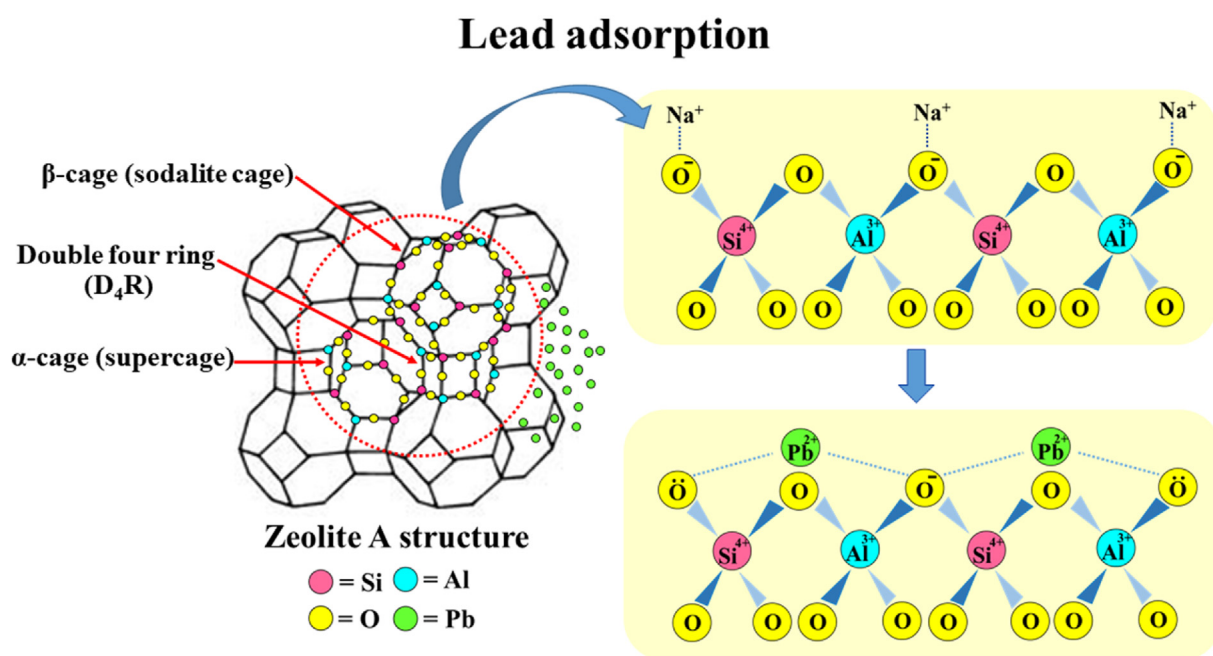 Lead adsorption
β-cage (sodalite cage)
Double four ring
(D₄R)
α-cage (supercage)
Zeolite A structure
= Si = Al
= O = Pb
Na⁺ Na⁺ Na⁺
O⁻ O O⁻ O O⁻
Si⁴⁺ Al³⁺ Si⁴⁺ Al³⁺
O O O O O O O O
Pb²⁺ Pb²⁺
Ö O O⁻ O Ö
Si⁴⁺ Al³⁺ Si⁴⁺ Al³⁺
O O O O O O O O